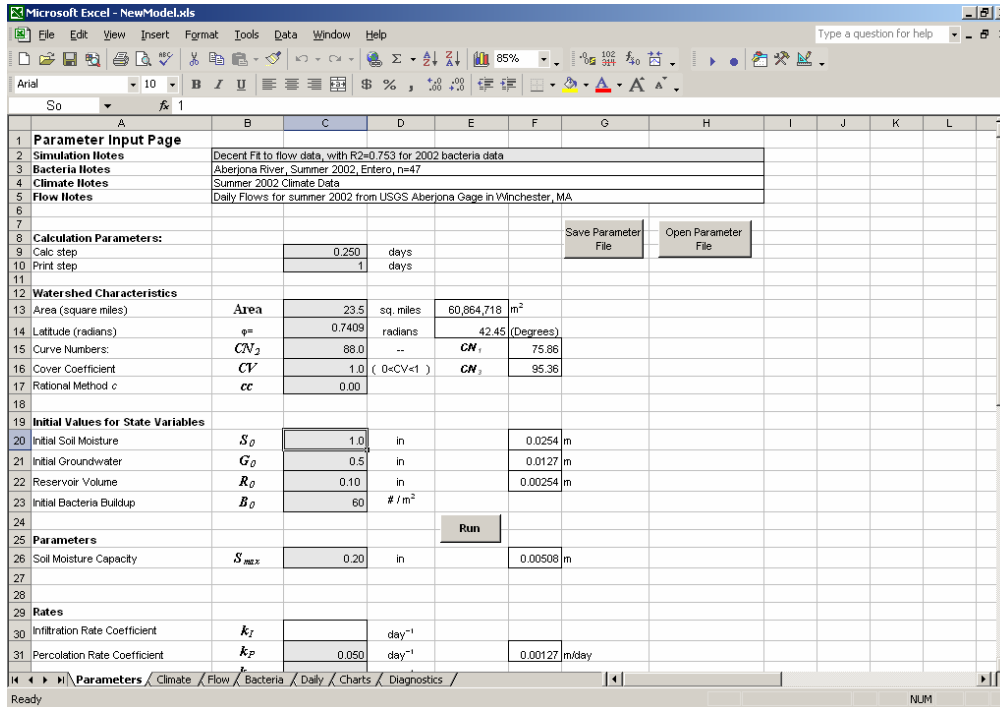 Microsoft Excel - NewModel.xls
File Edit View Insert Format Tools Data Window Help Type a question for help
85%
Arial 10 B I U $ % ,
So fx 1
A B C D E F G H I J K L
1 Parameter Input Page
2 Simulation Notes Decent Fit to flow data, with R2=0.753 for 2002 bacteria data
3 Bacteria Notes Aberjona River, Summer 2002, Entero, n=47
4 Climate Notes Summer 2002 Climate Data
5 Flow Notes Daily Flows for summer 2002 from USGS Aberjona Gage in Winchester, MA
6
7
Save Parameter File Open Parameter File
8 Calculation Parameters:
9 Calc step 0.250 days
10 Print step 1 days
11
12 Watershed Characteristics
13 Area (square miles) Area 23.5 sq. miles 60,864,718 m²
14 Latitude (radians) φ= 0.7409 radians 42.45 (Degrees)
15 Curve Numbers: CN₂ 88.0 -- CN₁ 75.86
16 Cover Coefficient CV 1.0 ( 0<CV<1 ) CN₃ 95.36
17 Rational Method c cc 0.00
18
19 Initial Values for State Variables
20 Initial Soil Moisture S₀ 1.0 in 0.0254 m
21 Initial Groundwater G₀ 0.5 in 0.0127 m
22 Reservoir Volume R₀ 0.10 in 0.00254 m
23 Initial Bacteria Buildup B₀ 60 # / m²
24
Run
25 Parameters
26 Soil Moisture Capacity Smax 0.20 in 0.00508 m
27
28
29 Rates
30 Infiltration Rate Coefficient kI day⁻¹
31 Percolation Rate Coefficient kP 0.050 day⁻¹ 0.00127 m/day
Parameters Climate Flow Bacteria Daily Charts Diagnostics
Ready NUM